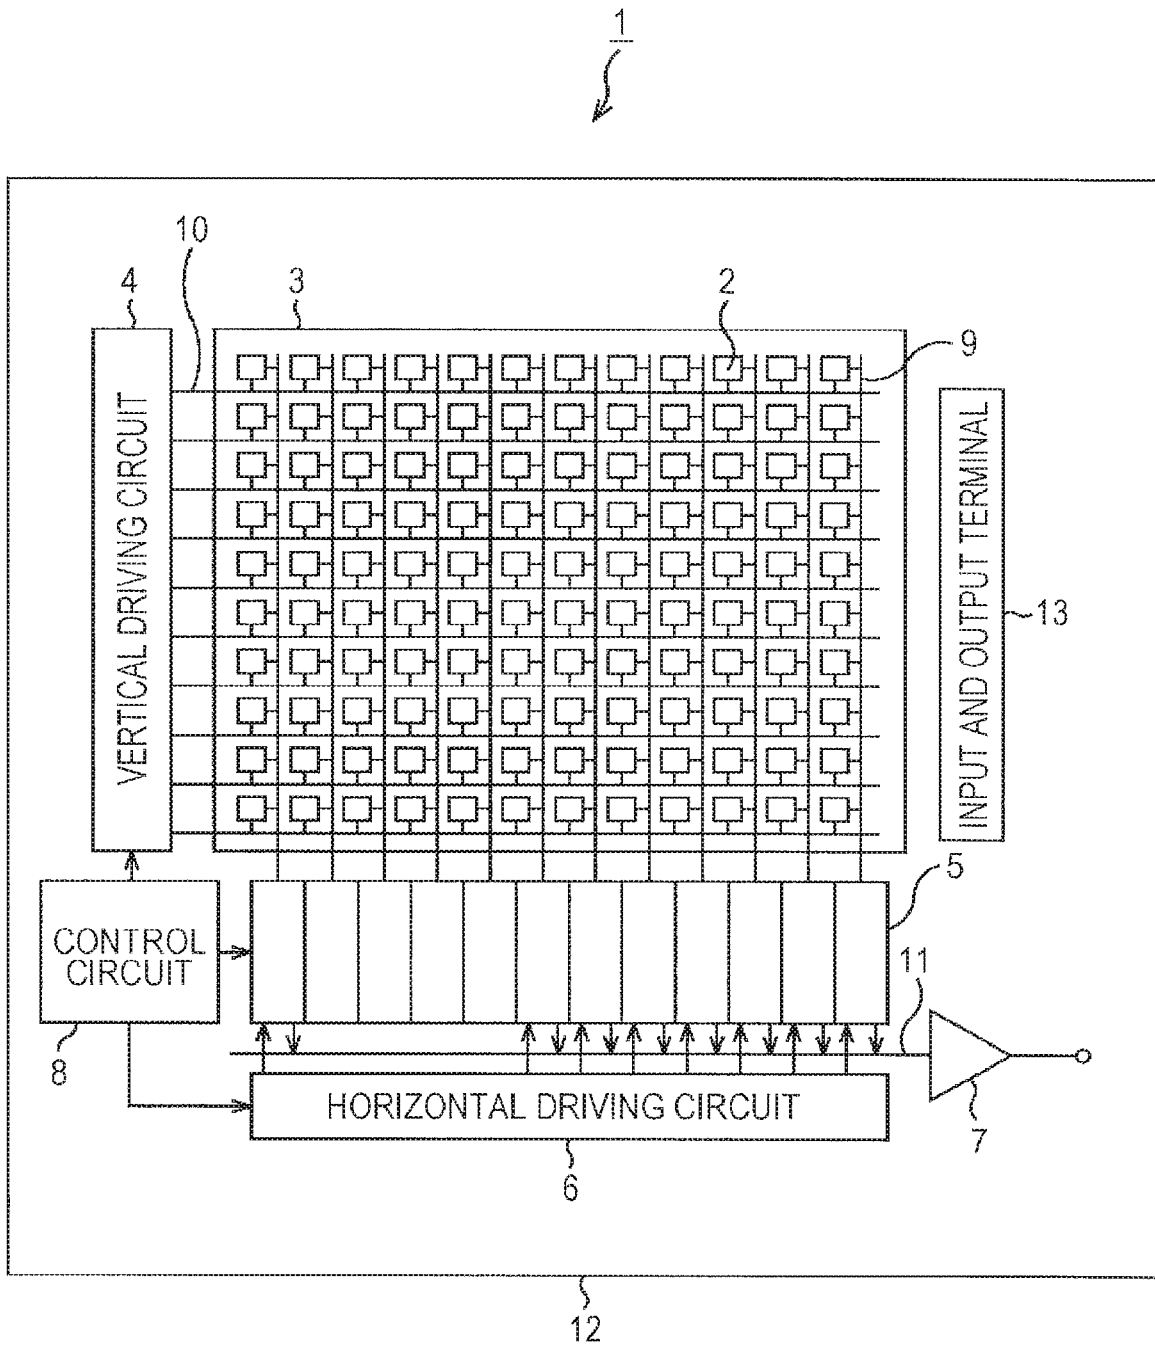 1
10
4
3
2
9
VERTICAL DRIVING CIRCUIT
INPUT AND OUTPUT TERMINAL
13
5
CONTROL
CIRCUIT
11
8
HORIZONTAL DRIVING CIRCUIT
7
6
12